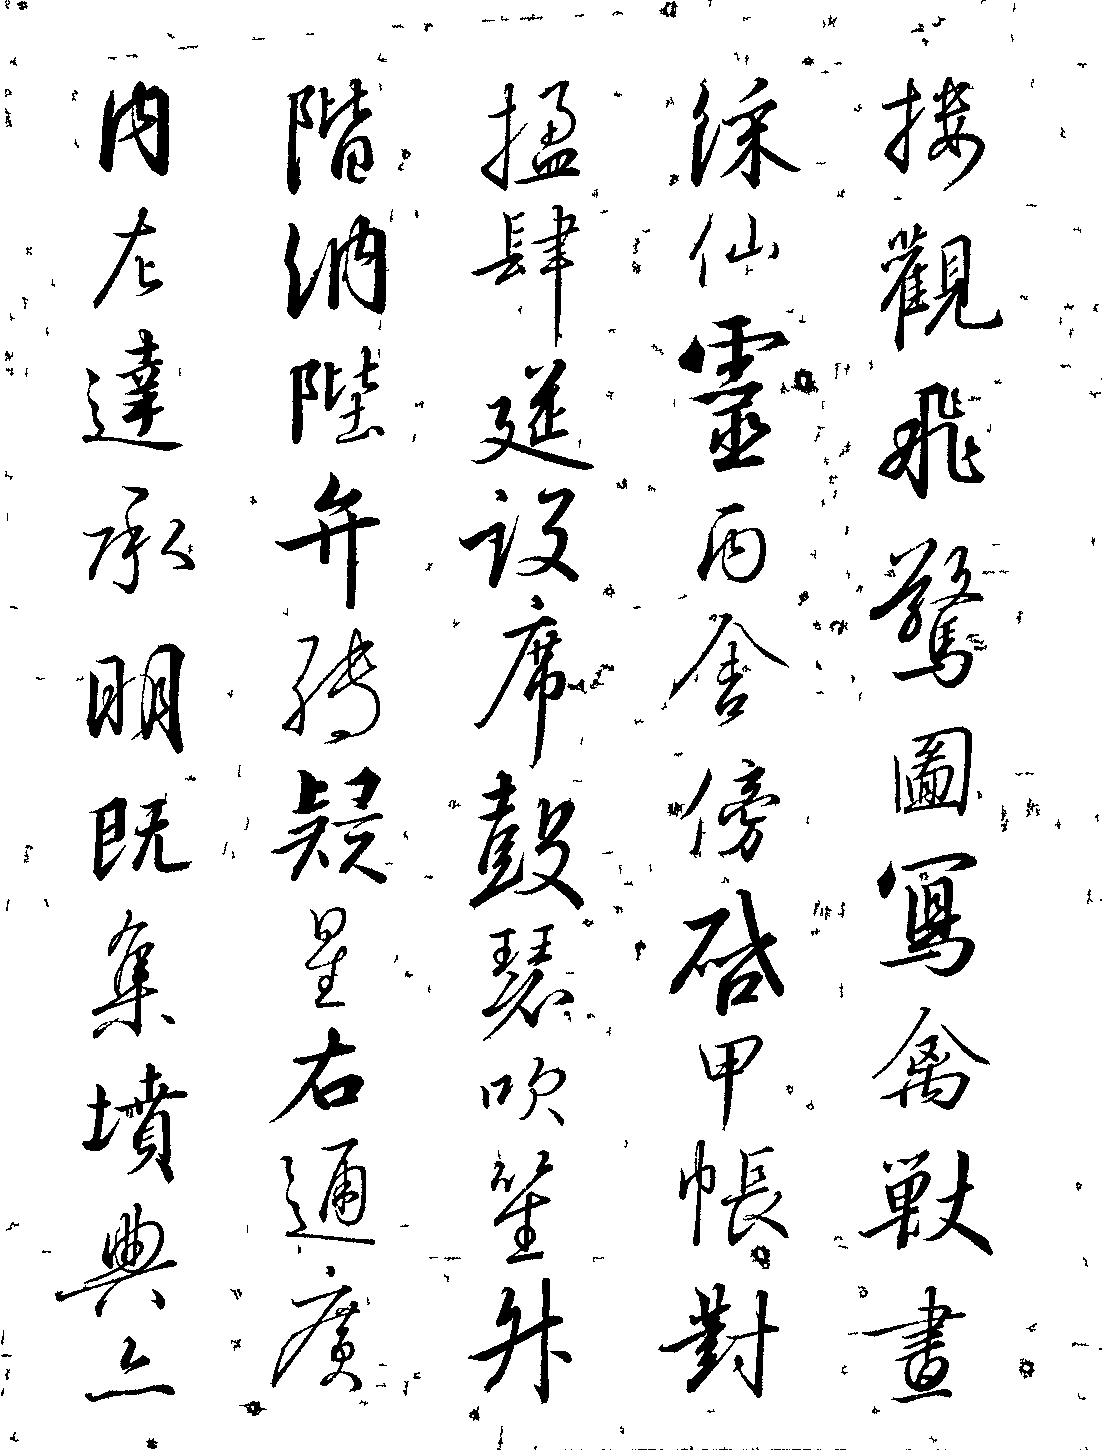 楼觀飛驚圖寫禽獸畫
綵仙靈丙舍傍啓甲帳對
楹肆筵設席鼓瑟吹笙升
階納陛弁轉疑星右通廣
內左達承明既集墳典亦